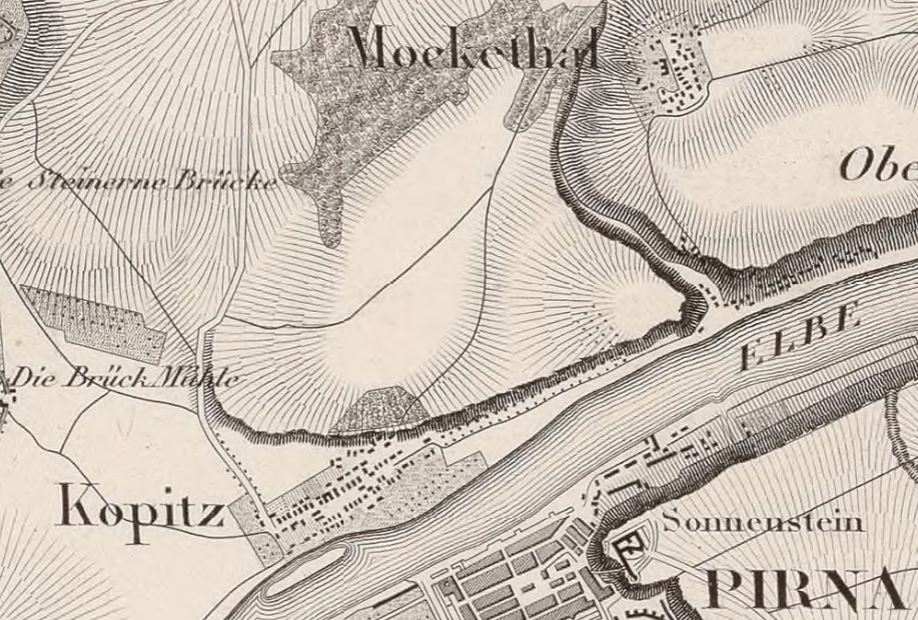 Mockethal
Obe
e Steinerne Brücke
ELBE
Die Brück Mühle
Kopitz
Sonnenstein
PIRNA